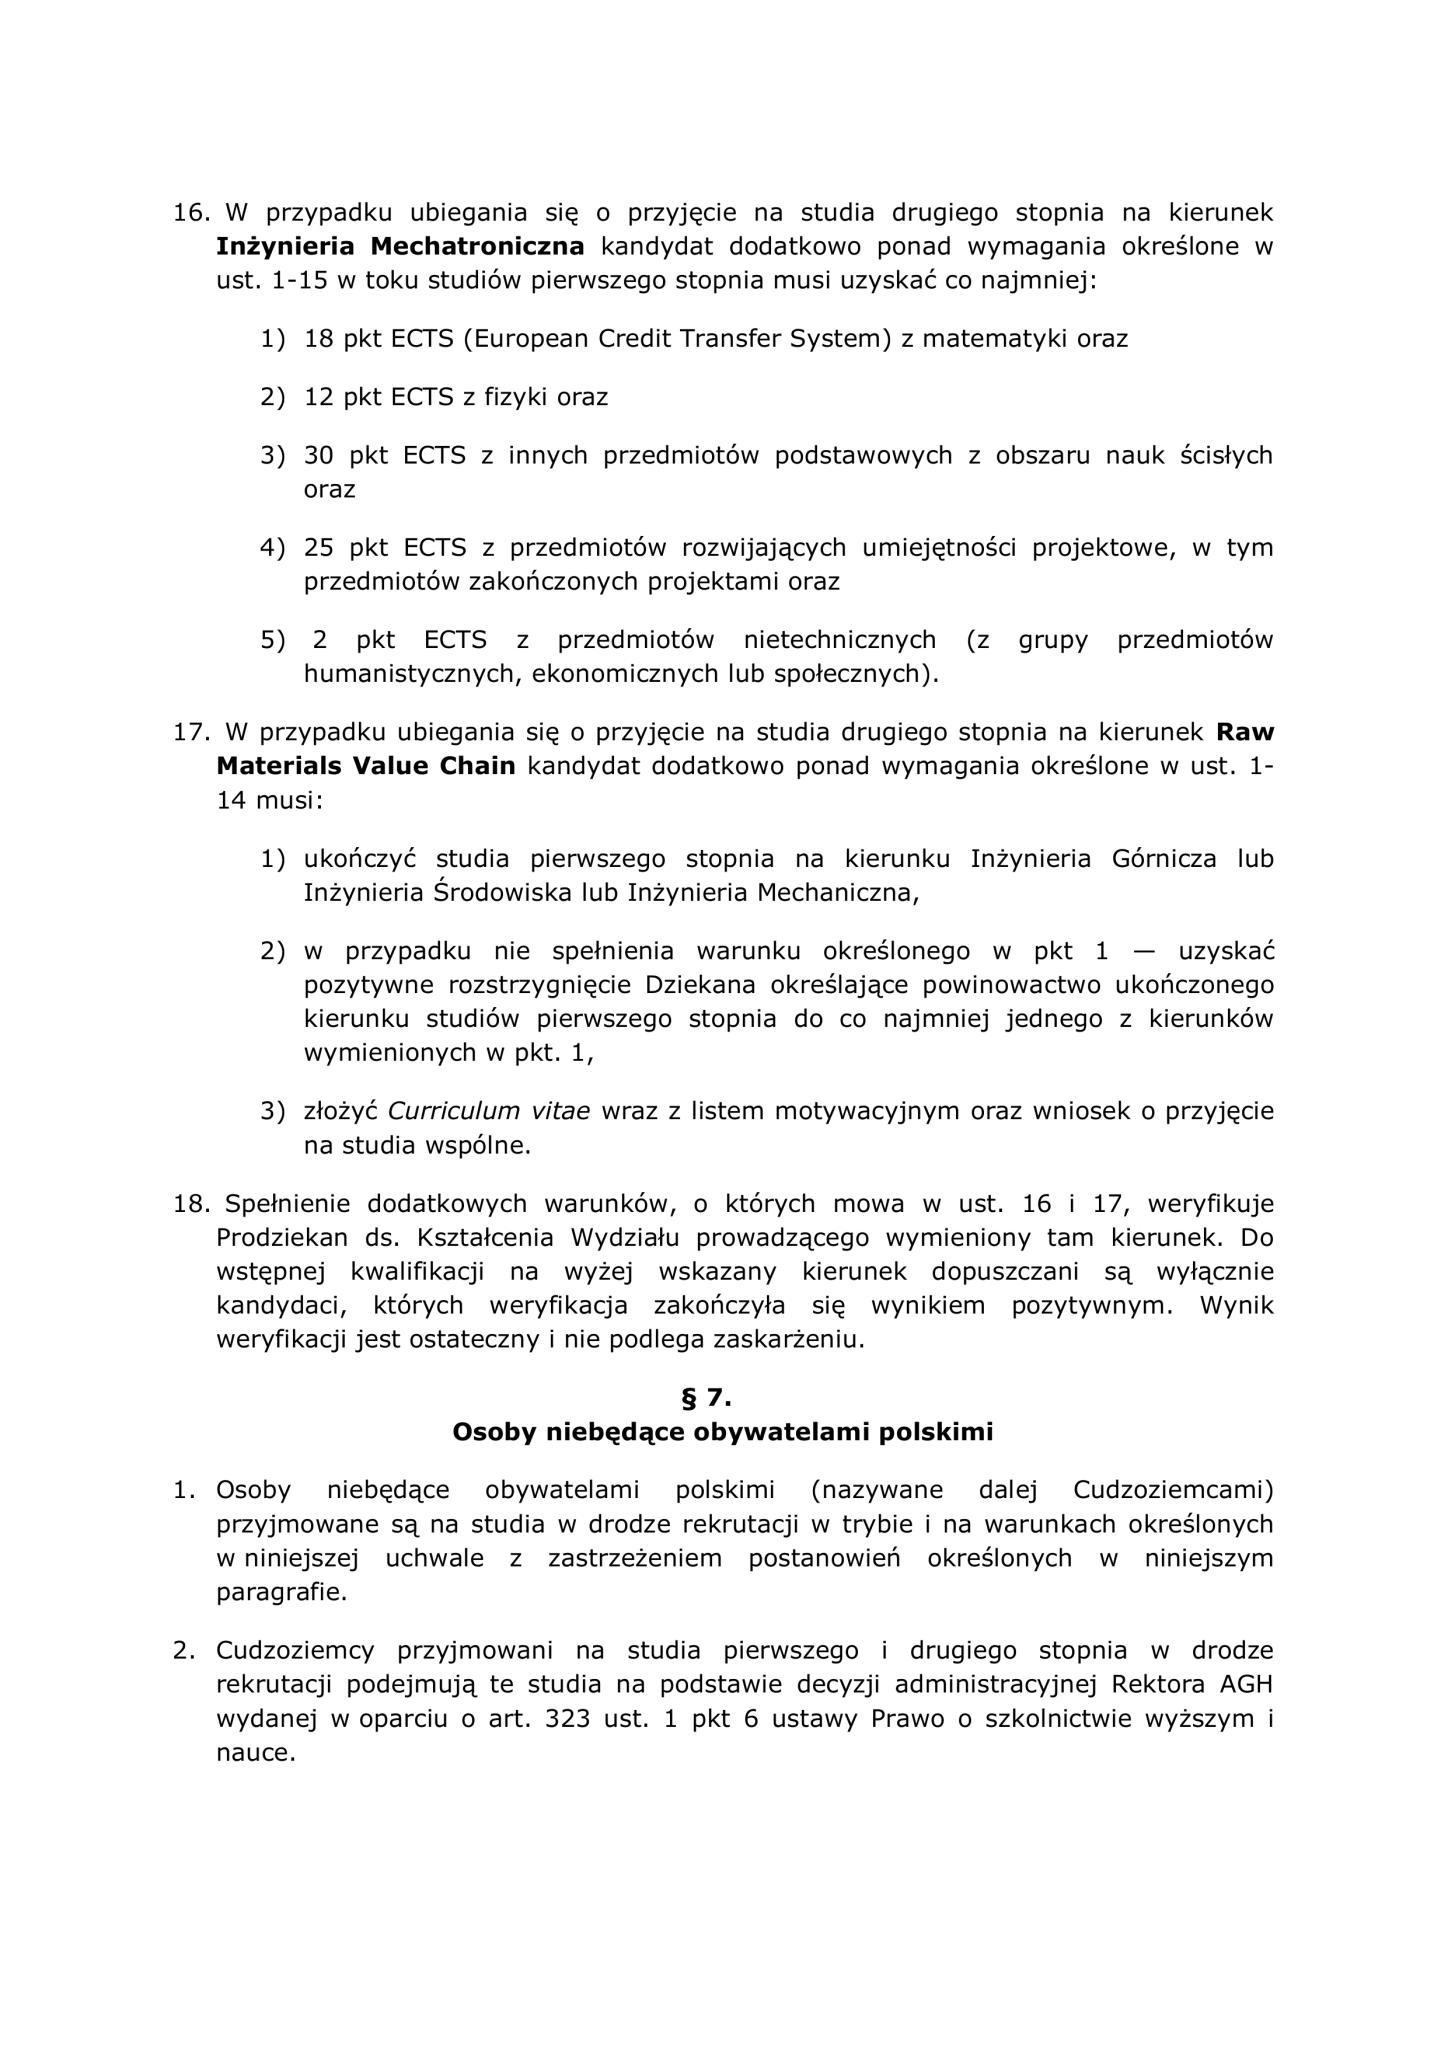 16. W przypadku ubiegania się o przyjęcie na studia drugiego stopnia na kierunek
Inżynieria Mechatroniczna kandydat dodatkowo ponad wymagania określone w
ust. 1-15 w toku studiów pierwszego stopnia musi uzyskać co najmniej:
1) 18 pkt ECTS (European Credit Transfer System) z matematyki oraz
2) 12 pkt ECTS z fizyki oraz
3) 30 pkt ECTS z innych przedmiotów podstawowych z obszaru nauk ścisłych
oraz
4) 25 pkt ECTS z przedmiotów rozwijających umiejętności projektowe, w tym
przedmiotów zakończonych projektami oraz
5) 2 pkt ECTS z przedmiotów nietechnicznych (z grupy przedmiotów
humanistycznych, ekonomicznych lub społecznych).
17. W przypadku ubiegania się o przyjęcie na studia drugiego stopnia na kierunek Raw
Materials Value Chain kandydat dodatkowo ponad wymagania określone w ust. 1-
14 musi:
1) ukończyć studia pierwszego stopnia na kierunku Inżynieria Górnicza lub
Inżynieria Środowiska lub Inżynieria Mechaniczna,
2) w przypadku nie spełnienia warunku określonego w pkt 1 — uzyskać
pozytywne rozstrzygnięcie Dziekana określające powinowactwo ukończonego
kierunku studiów pierwszego stopnia do co najmniej jednego z kierunków
wymienionych w pkt. 1,
3) złożyć Curriculum vitae wraz z listem motywacyjnym oraz wniosek o przyjęcie
na studia wspólne.
18. Spełnienie dodatkowych warunków, o których mowa w ust. 16 i 17, weryfikuje
Prodziekan ds. Kształcenia Wydziału prowadzącego wymieniony tam kierunek. Do
wstępnej kwalifikacji na wyżej wskazany kierunek dopuszczani są wyłącznie
kandydaci, których weryfikacja zakończyła się wynikiem pozytywnym. Wynik
weryfikacji jest ostateczny i nie podlega zaskarżeniu.
§ 7.
Osoby niebędące obywatelami polskimi
1. Osoby niebędące obywatelami polskimi (nazywane dalej Cudzoziemcami)
przyjmowane są na studia w drodze rekrutacji w trybie i na warunkach określonych
w niniejszej uchwale z zastrzeżeniem postanowień określonych w niniejszym
paragrafie.
2. Cudzoziemcy przyjmowani na studia pierwszego i drugiego stopnia w drodze
rekrutacji podejmują te studia na podstawie decyzji administracyjnej Rektora AGH
wydanej w oparciu o art. 323 ust. 1 pkt 6 ustawy Prawo o szkolnictwie wyższym i
nauce.